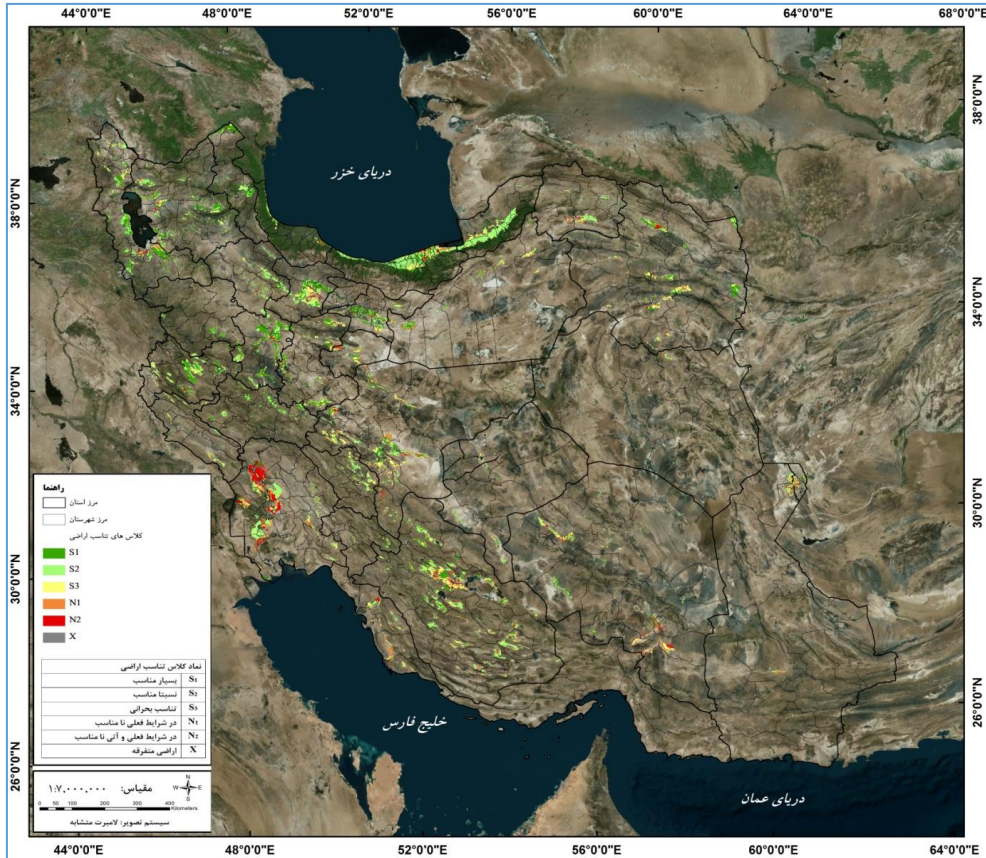 44°0'0"E 48°0'0"E 52°0'0"E 56°0'0"E 60°0'0"E 64°0'0"E 68°0'0"E
38°0'0"N
38°0'0"N
دریای خزر
34°0'0"N
34°0'0"N
30°0'0"N
30°0'0"N
26°0'0"N
26°0'0"N
راهنما
مرز استان
مرز شهرستان
کلاس های تناسب اراضی
S1
S2
S3
N1
N2
X
نماد کلاس تناسب اراضی
بسیار مناسب S₁
نسبتا مناسب S₂
تناسب بحرانی S₃
در شرایط فعلی نا مناسب N₁
در شرایط فعلی و آتی نا مناسب N₂
اراضی متفرقه X
خلیج فارس
دریای عمان
مقیاس: ۱:۷,۰۰۰,۰۰۰
N
W E
S
0 50 100 200 300 400
Kilometers
سیستم تصویر: لامبرت متشابه
44°0'0"E 48°0'0"E 52°0'0"E 56°0'0"E 60°0'0"E 64°0'0"E